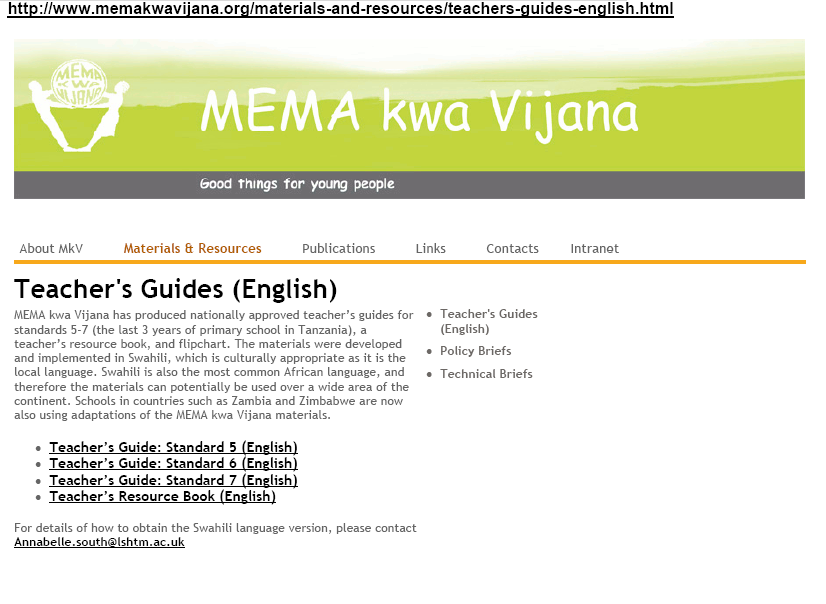 http://www.memakwavijana.org/materials-and-resources/teachers-guides-english.html
MEMA
KWA
VIJANA
MEMA kwa Vijana
Good things for young people
About MkV
Materials & Resources
Publications
Links
Contacts
Intranet
Teacher's Guides (English)
MEMA kwa Vijana has produced nationally approved teacher’s guides for
standards 5-7 (the last 3 years of primary school in Tanzania), a
teacher’s resource book, and flipchart. The materials were developed
and implemented in Swahili, which is culturally appropriate as it is the
local language. Swahili is also the most common African language, and
therefore the materials can potentially be used over a wide area of the
continent. Schools in countries such as Zambia and Zimbabwe are now
also using adaptations of the MEMA kwa Vijana materials.
• Teacher’s Guide: Standard 5 (English)
• Teacher’s Guide: Standard 6 (English)
• Teacher’s Guide: Standard 7 (English)
• Teacher’s Resource Book (English)
For details of how to obtain the Swahili language version, please contact
Annabelle.south@lshtm.ac.uk
• Teacher's Guides
(English)
• Policy Briefs
• Technical Briefs